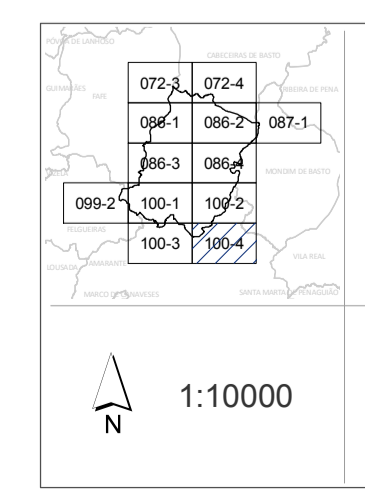 PÓVOA DE LANHOSO
CABECEIRAS DE BASTO
072-3 072-4
GUIMARÃES
FAFE
RIBEIRA DE PENA
086-1 086-2 087-1
086-3 086-4
MONDIM DE BASTO
099-2 100-1 100-2
FELGUEIRAS
100-3 100-4
VILA REAL
LOUSADA
AMARANTE
MARCO DE CANAVESES
SANTA MARTA DE PENAGUIÃO
1:10000
N